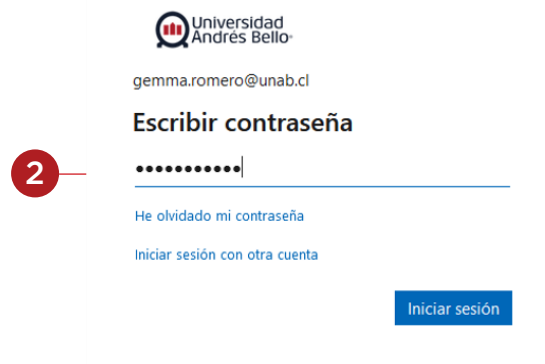 Universidad
Andrés Bello
gemma.romero@unab.cl
Escribir contraseña
2
•••••••••••
He olvidado mi contraseña
Iniciar sesión con otra cuenta
Iniciar sesión